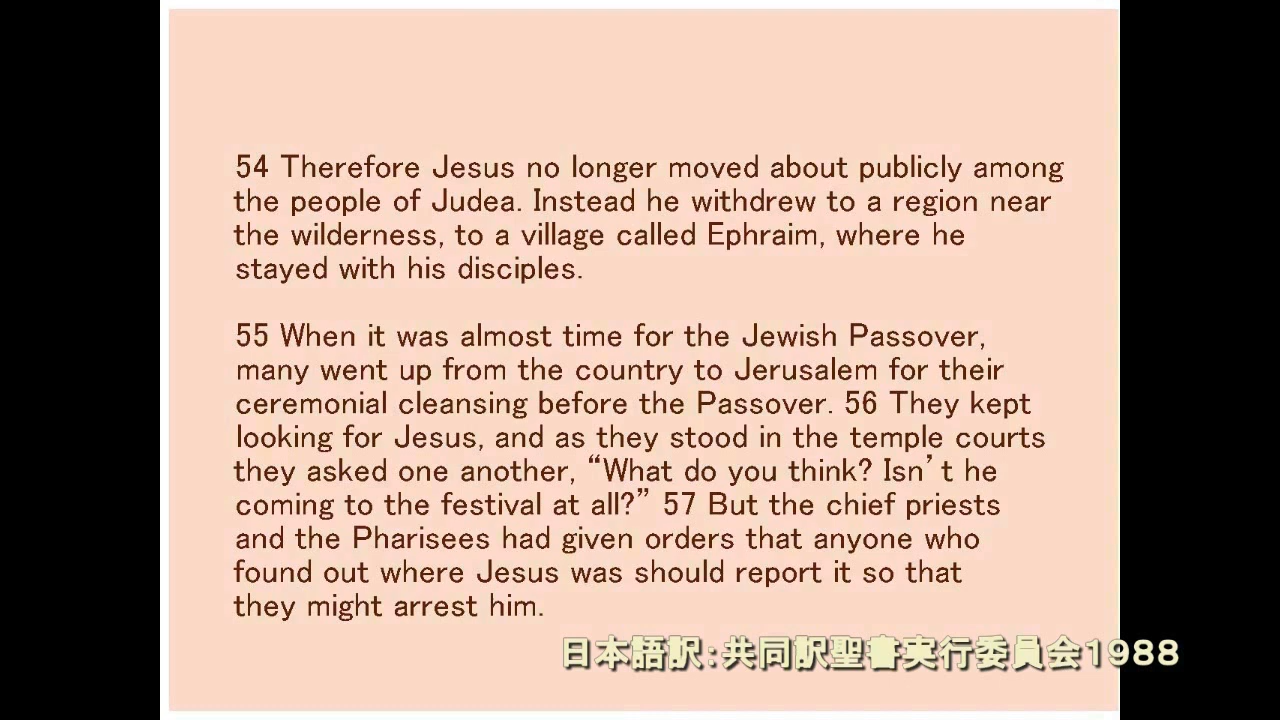 54 Therefore Jesus no longer moved about publicly among
the people of Judea. Instead he withdrew to a region near
the wilderness, to a village called Ephraim, where he
stayed with his disciples.
55 When it was almost time for the Jewish Passover,
many went up from the country to Jerusalem for their
ceremonial cleansing before the Passover. 56 They kept
looking for Jesus, and as they stood in the temple courts
they asked one another, “What do you think? Isn’t he
coming to the festival at all?” 57 But the chief priests
and the Pharisees had given orders that anyone who
found out where Jesus was should report it so that
they might arrest him.
日本語訳:共同訳聖書実行委員会1988